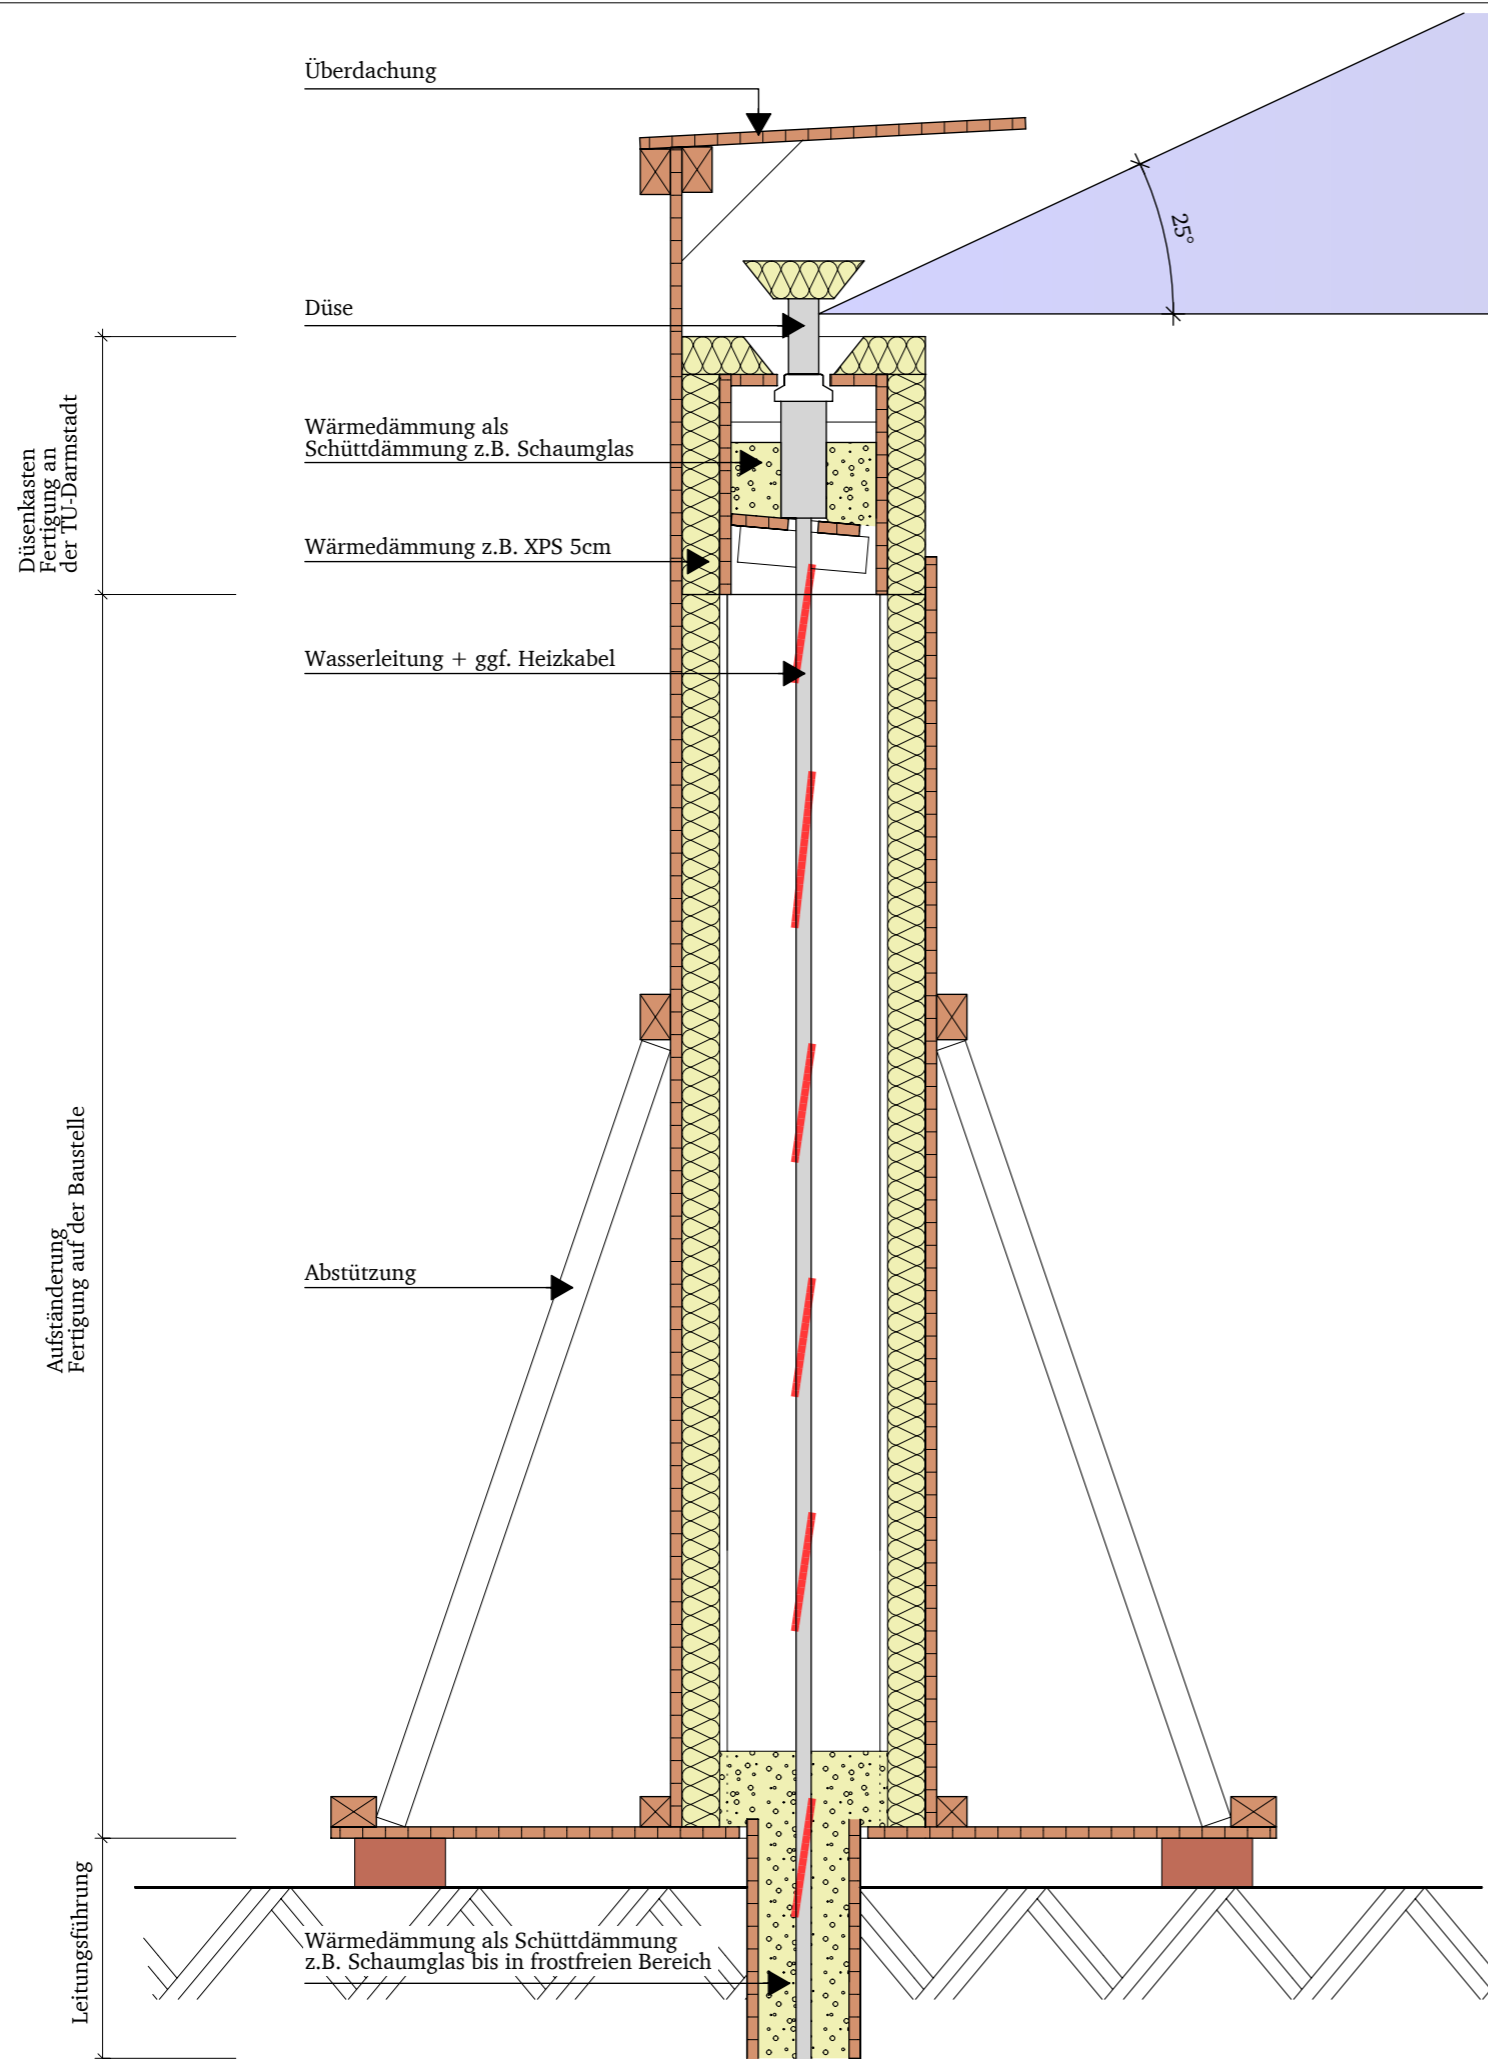 Überdachung
25°
Düse
Düsenkasten
Fertigung an
der TU-Darmstadt
Wärmedämmung als
Schüttdämmung z.B. Schaumglas
Wärmedämmung z.B. XPS 5cm
Wasserleitung + ggf. Heizkabel
Aufständerung
Fertigung auf der Baustelle
Abstützung
Leitungsführung
Wärmedämmung als Schüttdämmung
z.B. Schaumglas bis in frostfreien Bereich